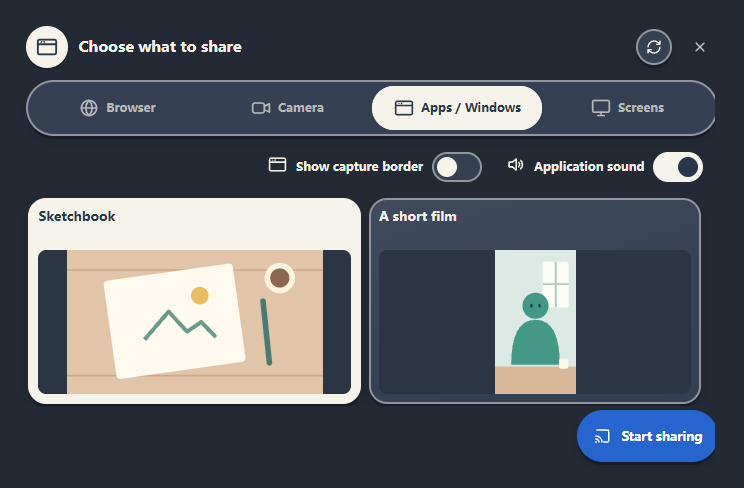 Choose what to share
Browser
Camera
Apps / Windows
Screens
Show capture border
Application sound
Sketchbook
A short film
Start sharing